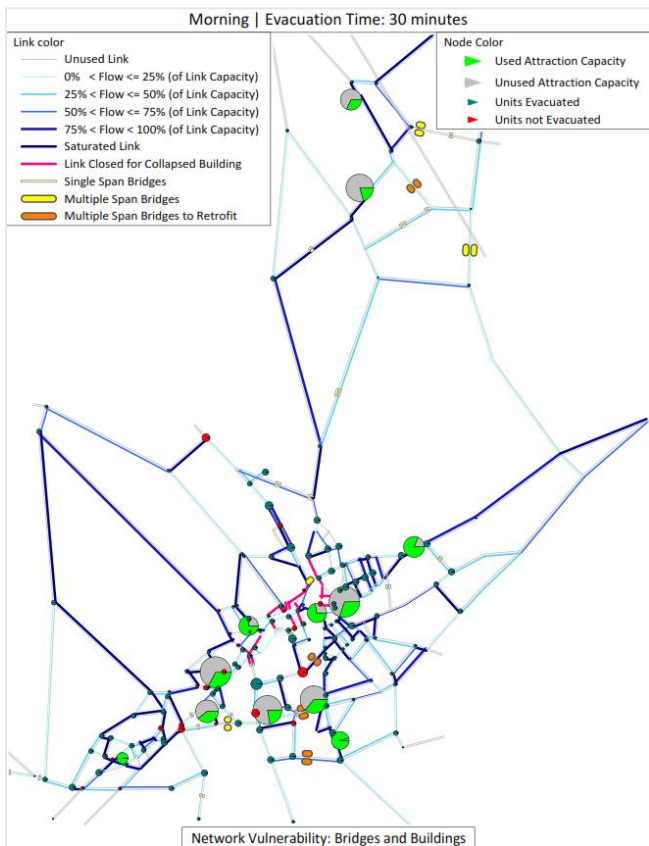 Morning | Evacuation Time: 30 minutes
Link color
Unused Link
0% < Flow <= 25% (of Link Capacity)
25% < Flow <= 50% (of Link Capacity)
50% < Flow <= 75% (of Link Capacity)
75% < Flow < 100% (of Link Capacity)
Saturated Link
Link Closed for Collapsed Building
Single Span Bridges
Multiple Span Bridges
Multiple Span Bridges to Retrofit
Node Color
Used Attraction Capacity
Unused Attraction Capacity
Units Evacuated
Units not Evacuated
Network Vulnerability: Bridges and Buildings